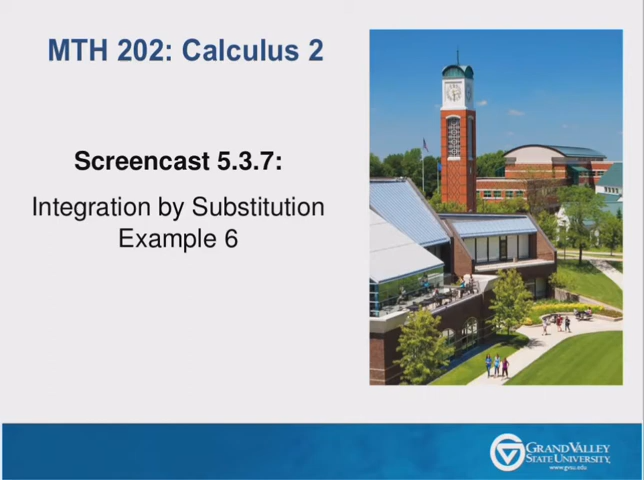 MTH 202: Calculus 2
Screencast 5.3.7:
Integration by Substitution
Example 6
GRAND VALLEY
STATE UNIVERSITY
www.gvsu.edu